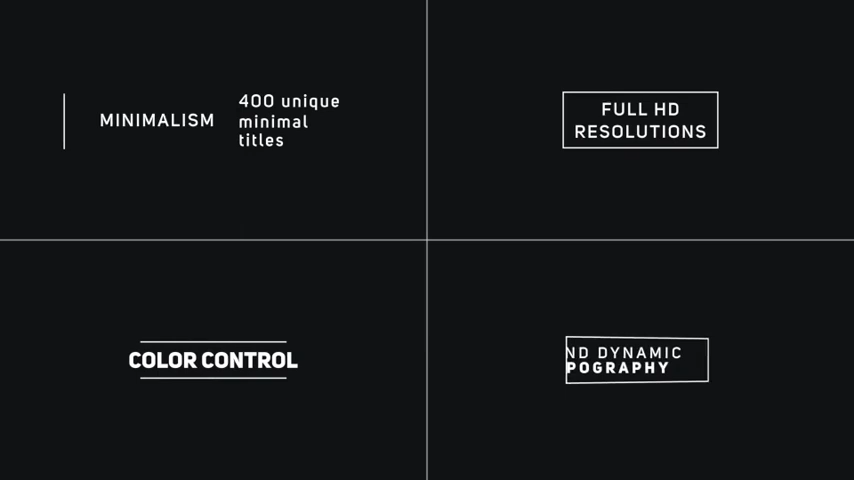 MINIMALISM
400 unique
minimal
titles
FULL HD
RESOLUTIONS
COLOR CONTROL
ND DYNAMIC
POGRAPHY